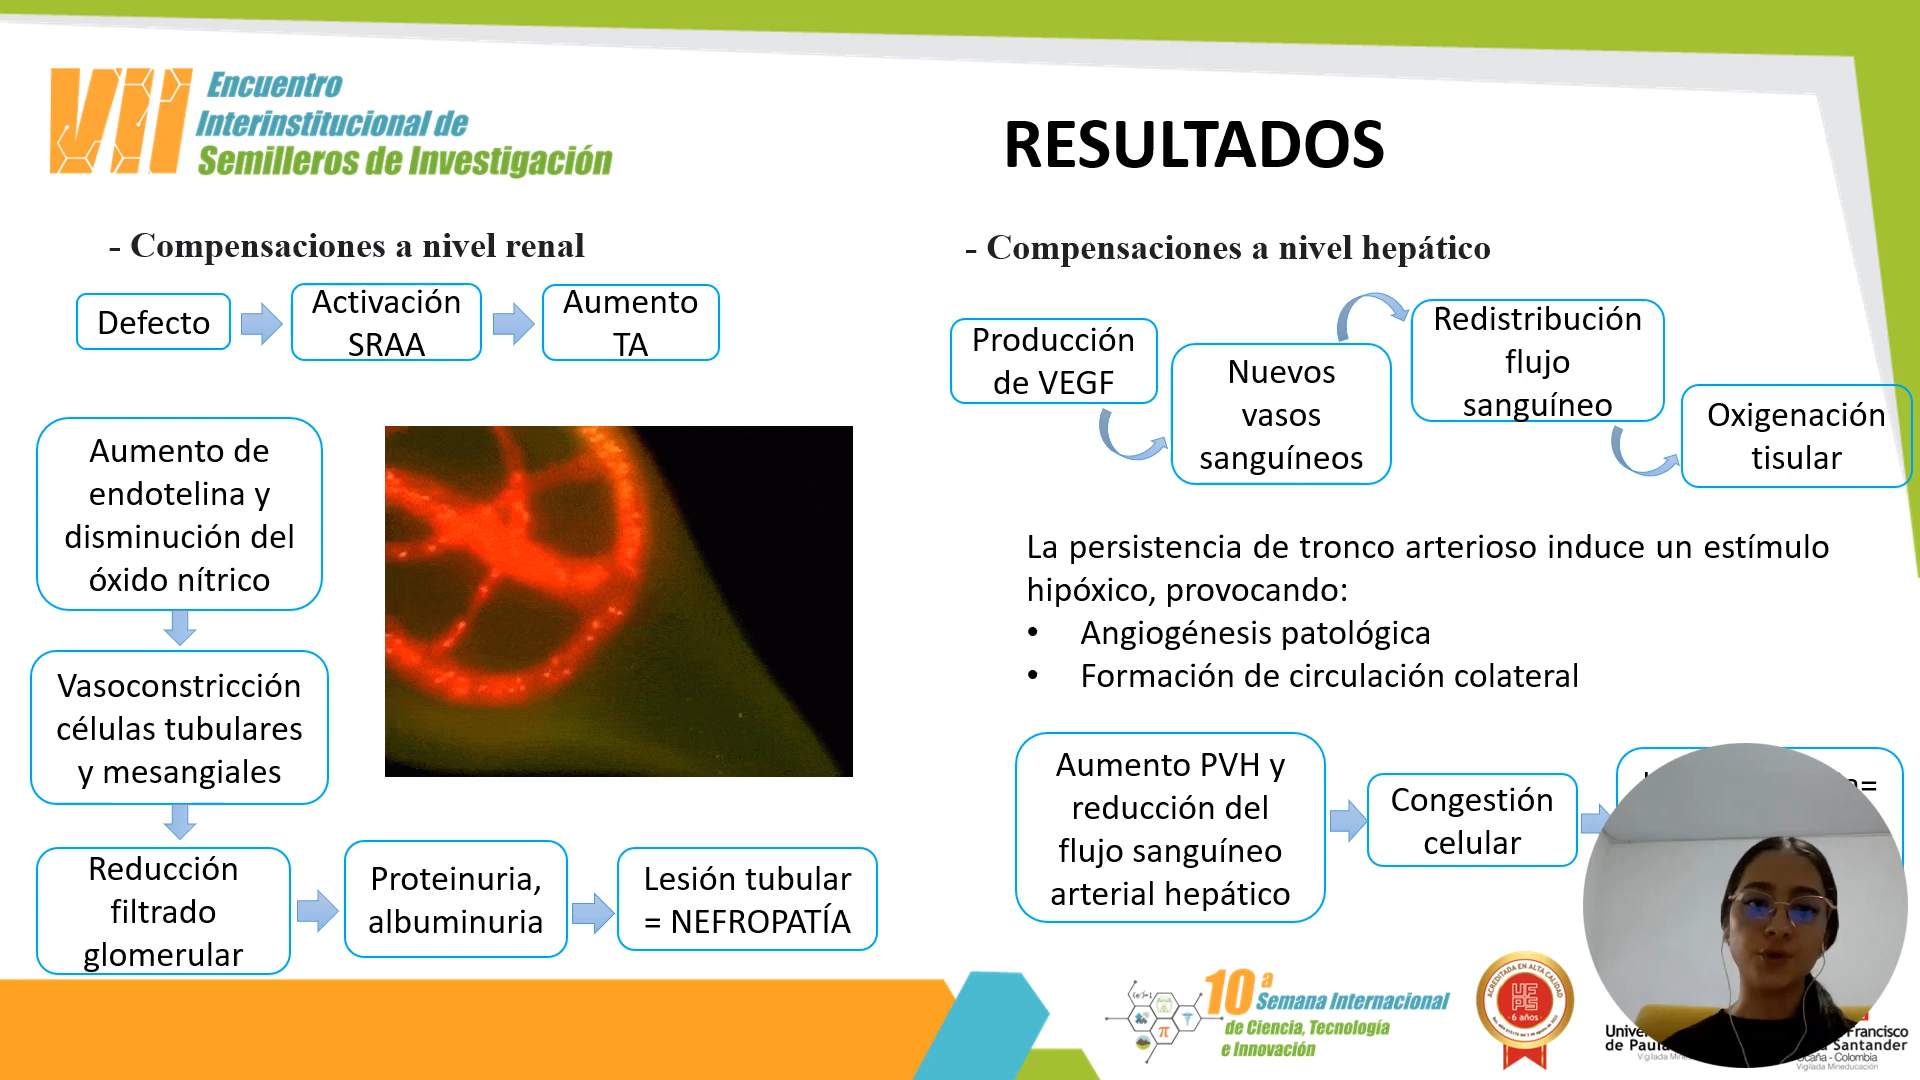 VII Encuentro
Interinstitucional de
Semilleros de Investigación
RESULTADOS
- Compensaciones a nivel renal
Defecto
Activación
SRAA
Aumento
TA
Aumento de
endotelina y
disminución del
óxido nítrico
Vasoconstricción
células tubulares
y mesangiales
Reducción
filtrado
glomerular
Proteinuria,
albuminuria
Lesión tubular
= NEFROPATÍA
- Compensaciones a nivel hepático
Producción
de VEGF
Nuevos
vasos
sanguíneos
Redistribución
flujo
sanguíneo
Oxigenación
tisular
La persistencia de tronco arterioso induce un estímulo
hipóxico, provocando:
• Angiogénesis patológica
• Formación de circulación colateral
Aumento PVH y
reducción del
flujo sanguíneo
arterial hepático
Congestión
celular
=
10ª
Semana Internacional
de Ciencia, Tecnología
e Innovación
π
ACREDITADA EN ALTA CALIDAD
UFPS
- 6 años -
Francisco
de Paula Santander
Ocaña - Colombia
Vigilada Mineducación